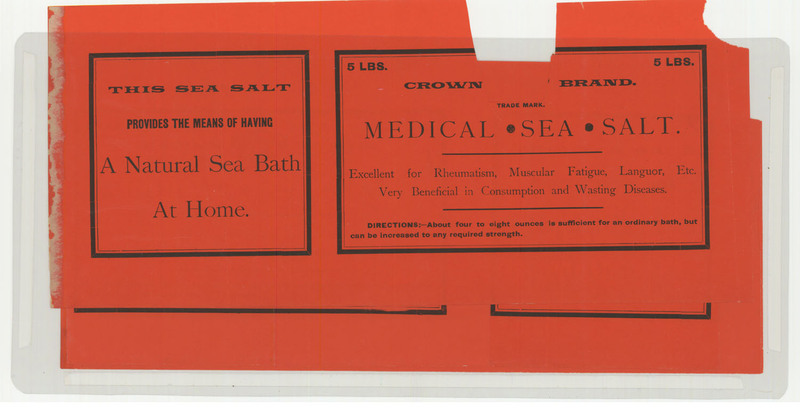 THIS SEA SALT
PROVIDES THE MEANS OF HAVING
A Natural Sea Bath
At Home.
5 LBS. 5 LBS.
CROWN BRAND.
TRADE MARK.
MEDICAL • SEA • SALT.
Excellent for Rheumatism, Muscular Fatigue, Languor, Etc.
Very Beneficial in Consumption and Wasting Diseases.
DIRECTIONS:—About four to eight ounces is sufficient for an ordinary bath, but
can be increased to any required strength.